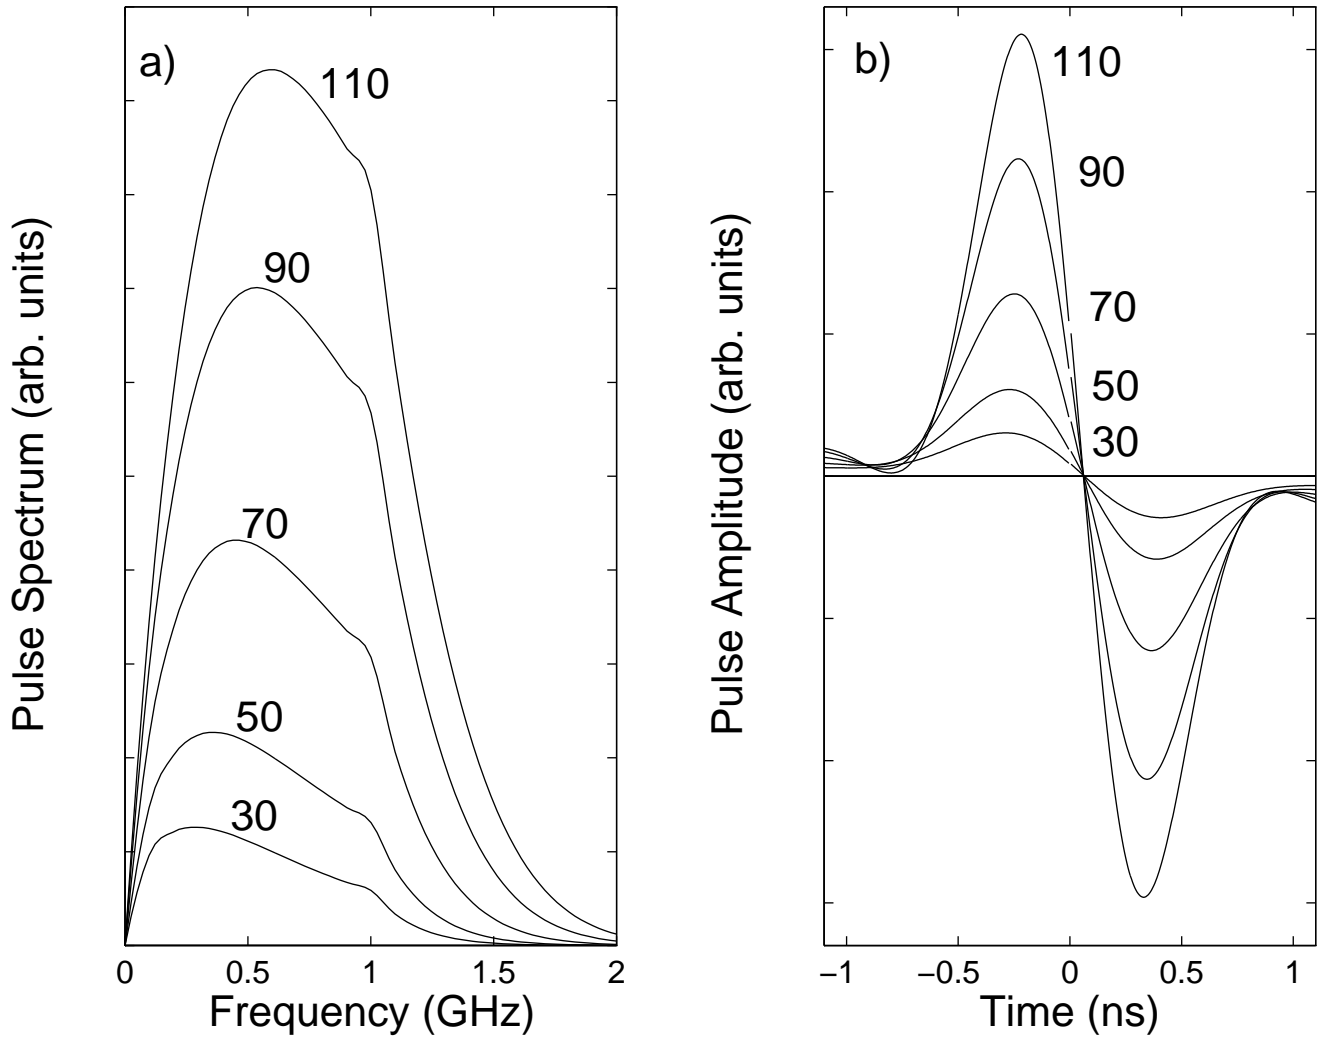 a)
110
90
70
50
30
Pulse Spectrum (arb. units)
0 0.5 1 1.5 2
Frequency (GHz)
b)
110
90
70
50
30
Pulse Amplitude (arb. units)
−1 −0.5 0 0.5 1
Time (ns)